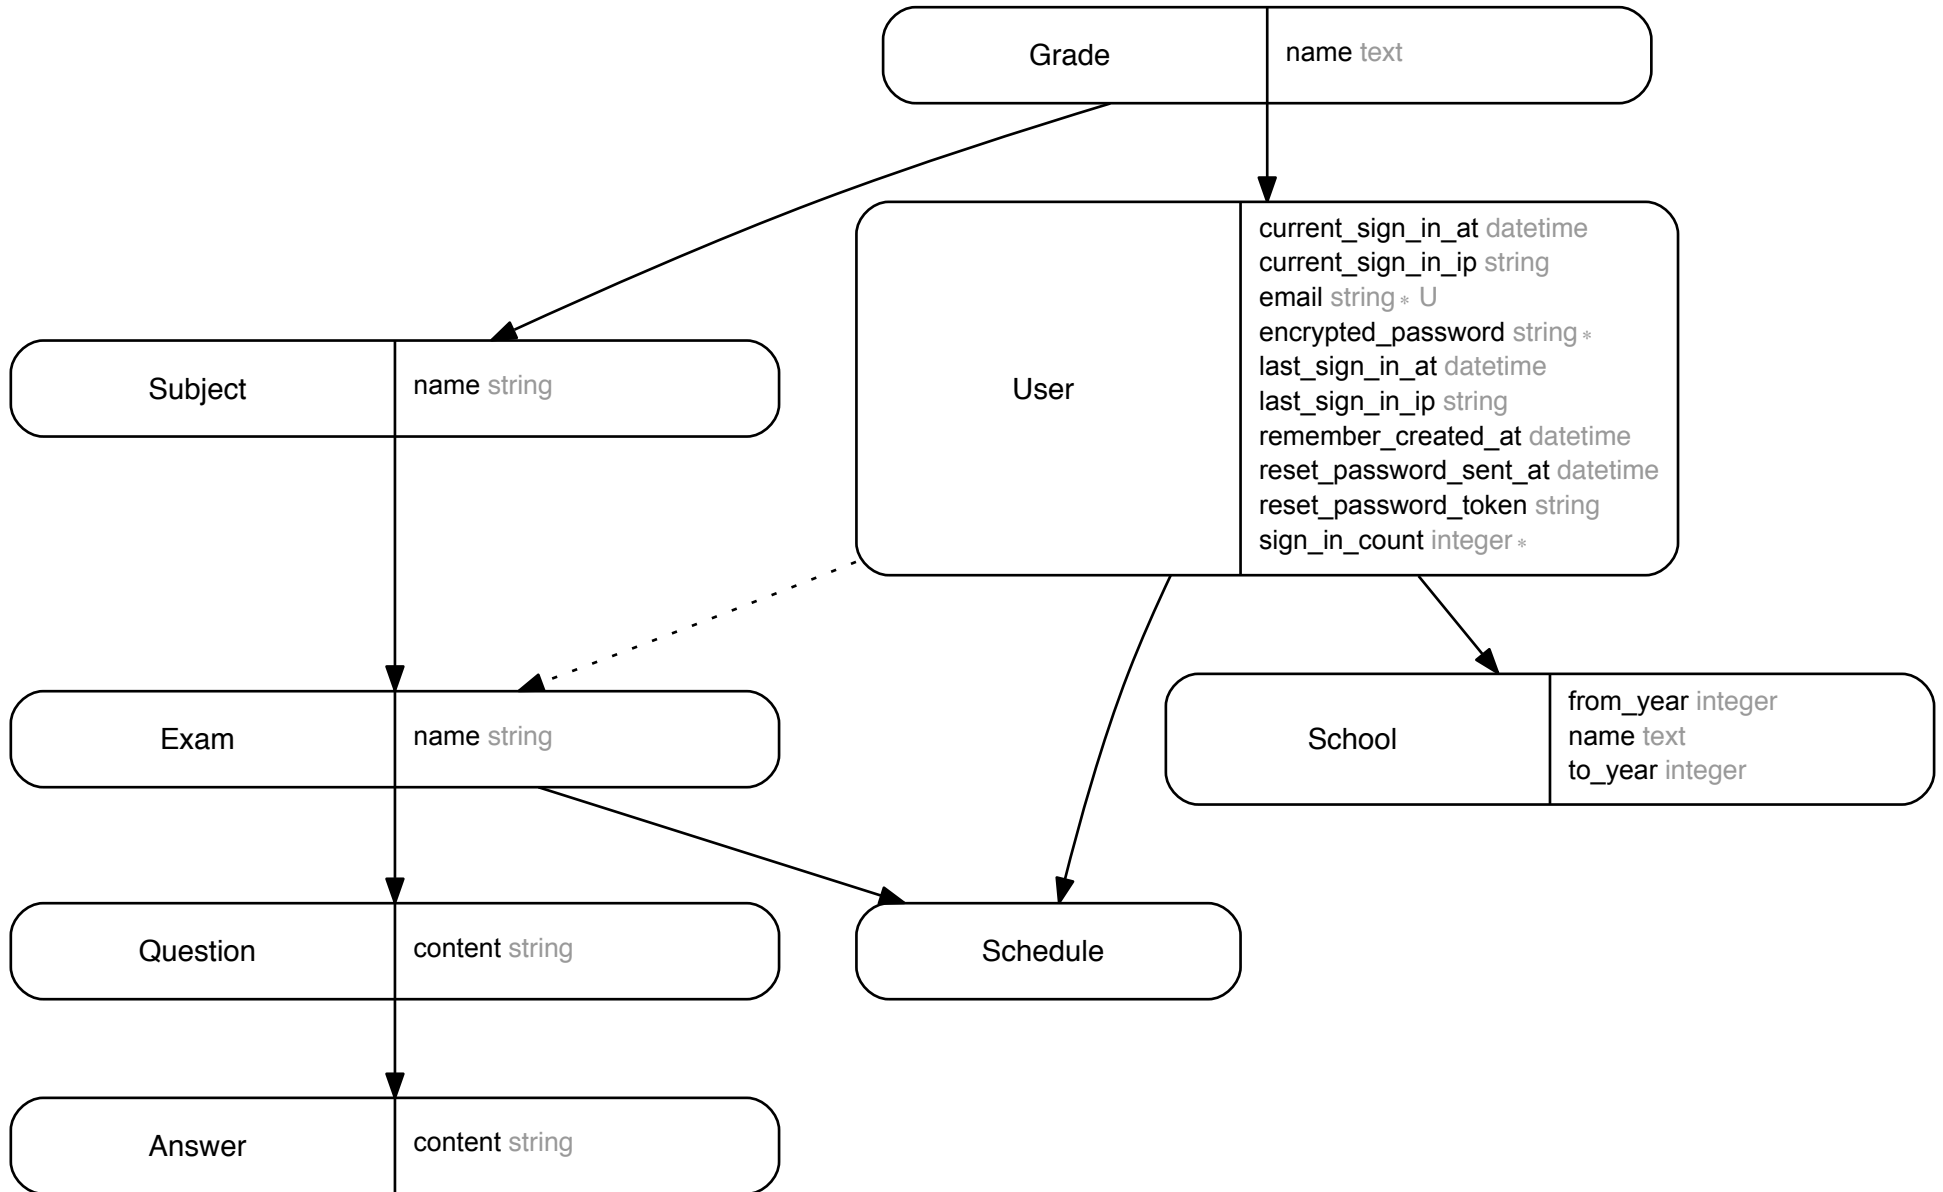 Grade
name text
User
current_sign_in_at datetime
current_sign_in_ip string
email string ∗ U
encrypted_password string ∗
last_sign_in_at datetime
last_sign_in_ip string
remember_created_at datetime
reset_password_sent_at datetime
reset_password_token string
sign_in_count integer ∗
Subject
name string
Exam
name string
School
from_year integer
name text
to_year integer
Question
content string
Schedule
Answer
content string